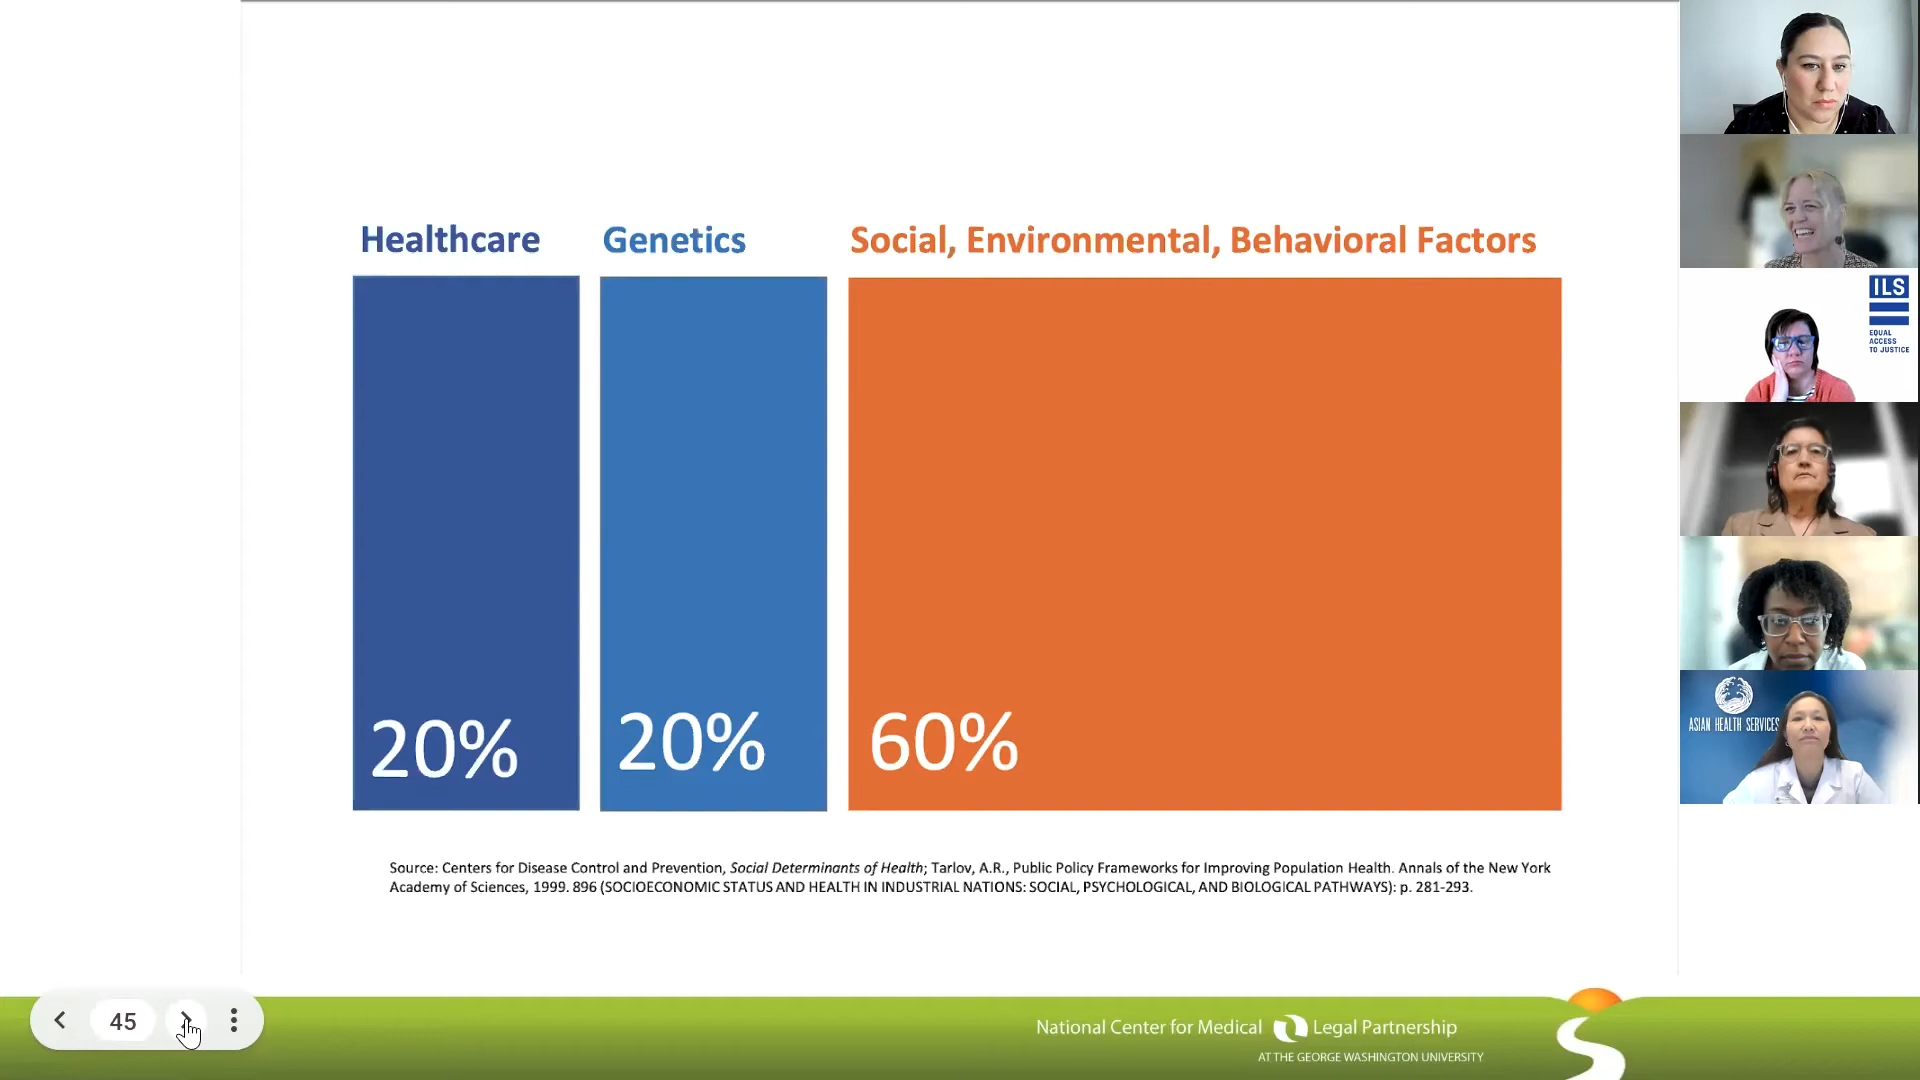 Healthcare
Genetics
Social, Environmental, Behavioral Factors
20%
20%
60%
Source: Centers for Disease Control and Prevention, Social Determinants of Health; Tarlov, A.R., Public Policy Frameworks for Improving Population Health. Annals of the New York
Academy of Sciences, 1999. 896 (SOCIOECONOMIC STATUS AND HEALTH IN INDUSTRIAL NATIONS: SOCIAL, PSYCHOLOGICAL, AND BIOLOGICAL PATHWAYS): p. 281-293.
45
National Center for Medical Legal Partnership
AT THE GEORGE WASHINGTON UNIVERSITY
ILS
EQUAL
ACCESS
TO JUSTICE
ASIAN HEALTH SERVICES